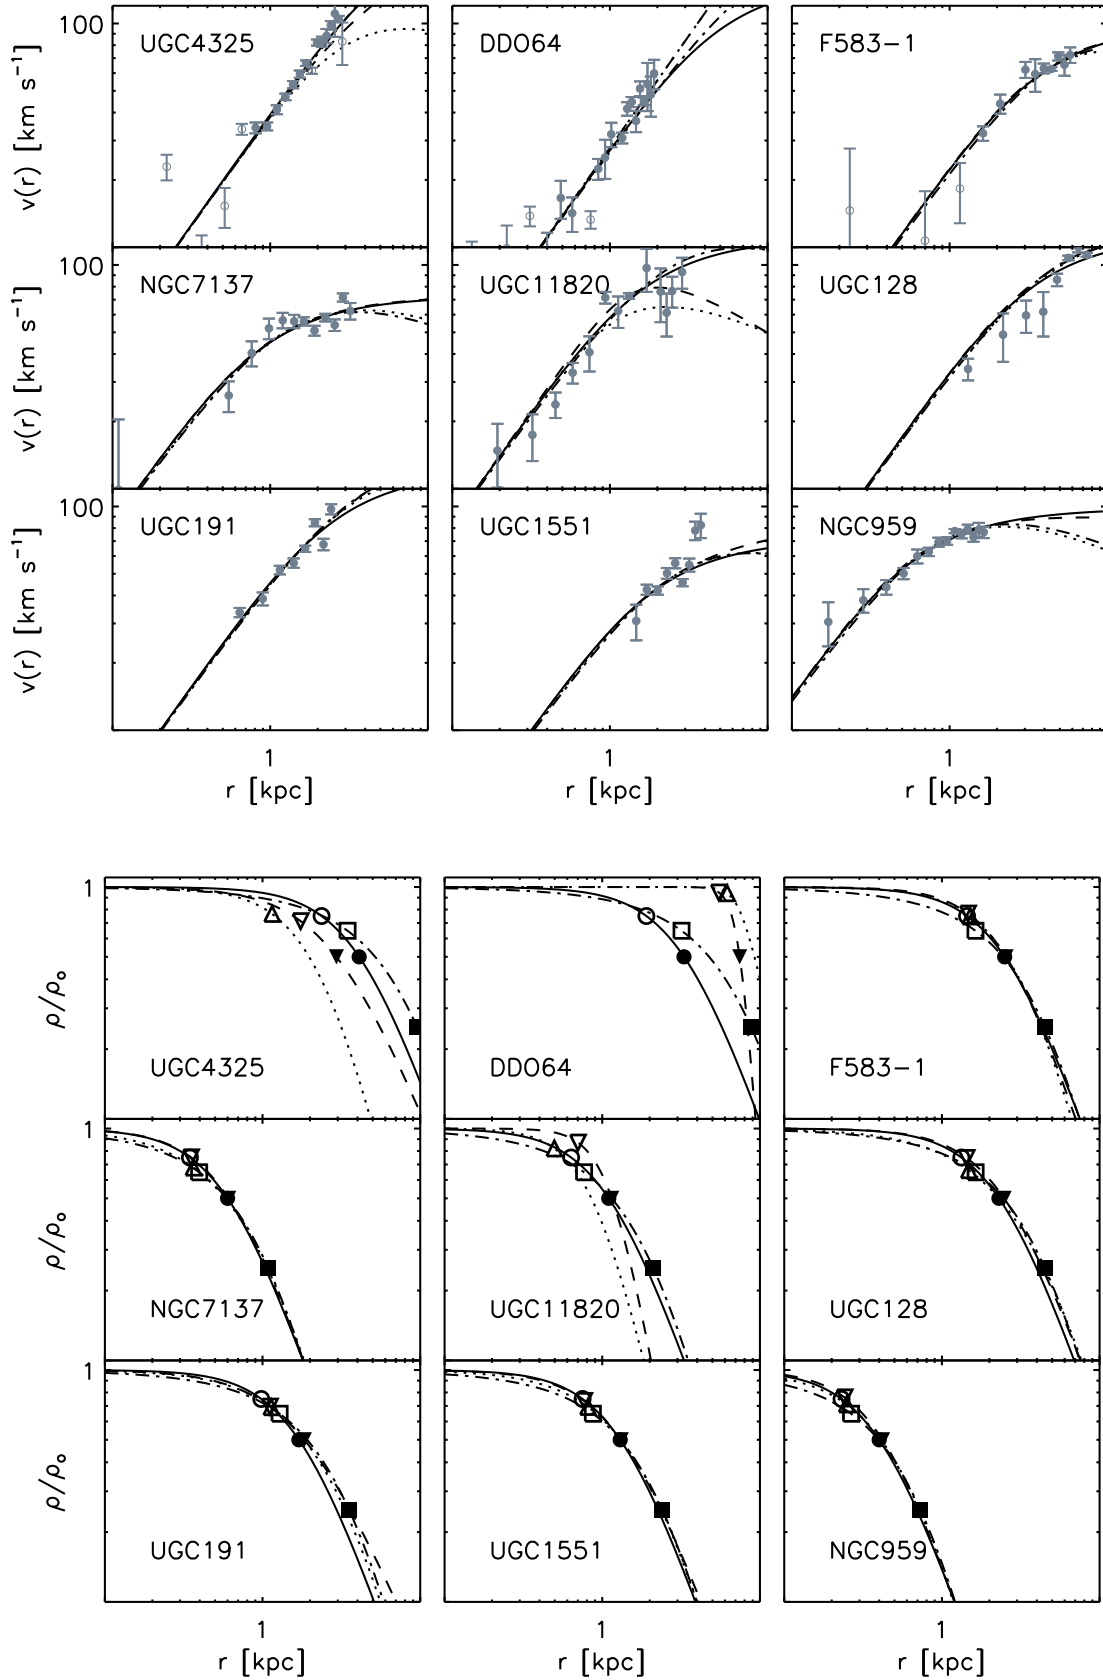 100
v(r) [km s⁻¹]
UGC4325
DDO64
F583-1
100
v(r) [km s⁻¹]
NGC7137
UGC11820
UGC128
100
v(r) [km s⁻¹]
UGC191
UGC1551
NGC959
1
1
1
r [kpc]
r [kpc]
r [kpc]
1
ρ/ρ₀
UGC4325
DDO64
F583-1
1
ρ/ρ₀
NGC7137
UGC11820
UGC128
1
ρ/ρ₀
UGC191
UGC1551
NGC959
1
1
1
r [kpc]
r [kpc]
r [kpc]